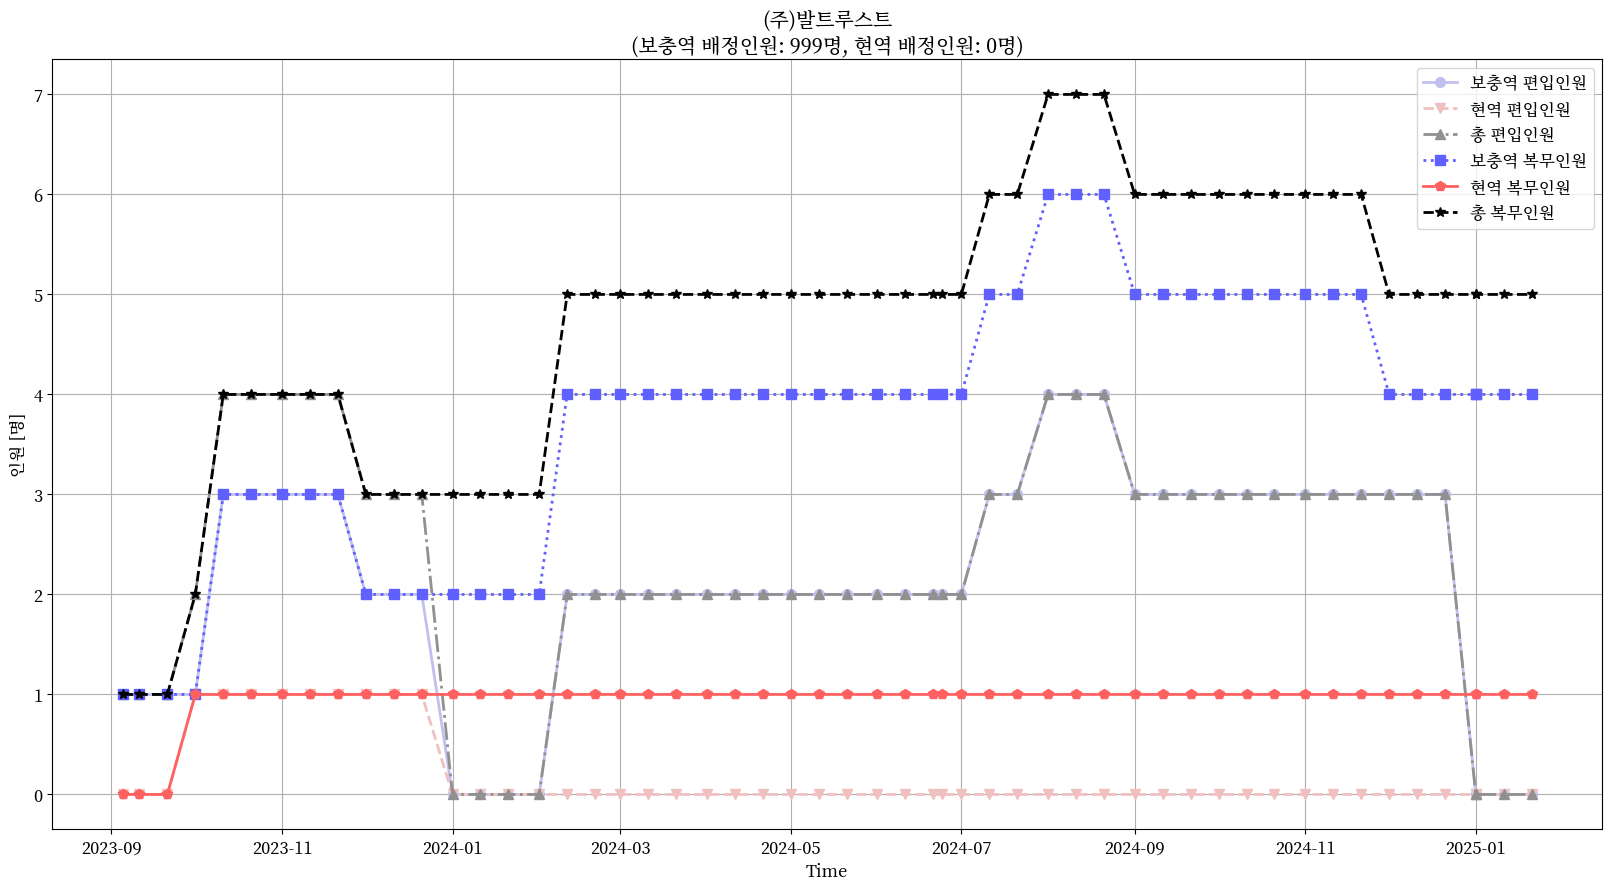 (주)발트루스트
(보충역 배정인원: 999명, 현역 배정인원: 0명)
보충역 편입인원
현역 편입인원
총 편입인원
보충역 복무인원
현역 복무인원
총 복무인원
인원 [명]
7
6
5
4
3
2
1
0
2023-09
2023-11
2024-01
2024-03
2024-05
2024-07
2024-09
2024-11
2025-01
Time